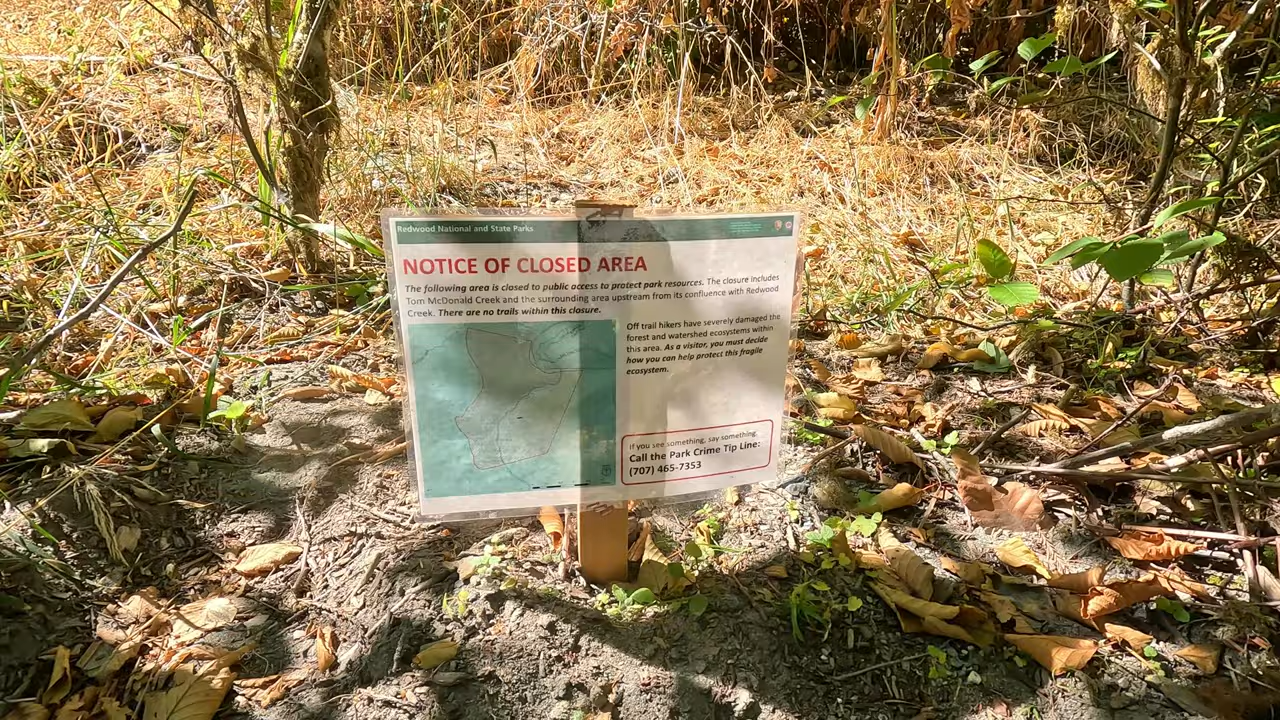 Redwood National and State Parks
NOTICE OF CLOSED AREA
The following area is closed to public access to protect park resources. The closure includes
Tom McDonald Creek and the surrounding area upstream from its confluence with Redwood
Creek. There are no trails within this closure.
Off trail hikers have severely damaged the
forest and watershed ecosystems within
this area. As a visitor, you must decide
how you can help protect this fragile
ecosystem.
If you see something, say something,
Call the Park Crime Tip Line:
(707) 465-7353